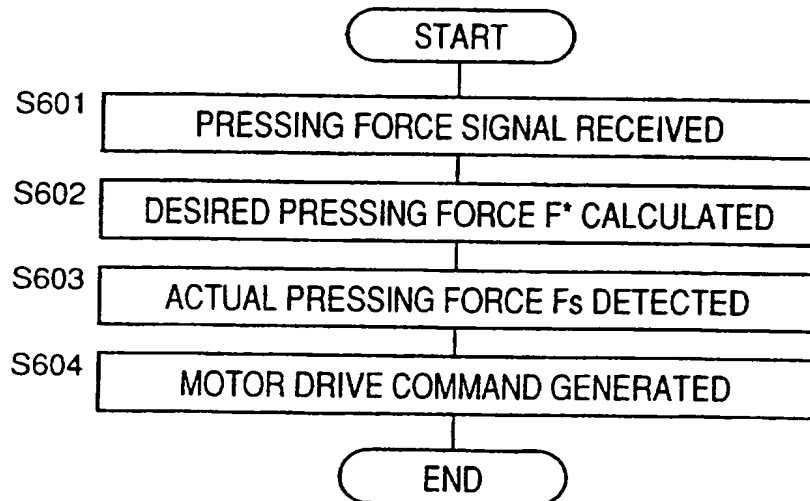 START
S601
PRESSING FORCE SIGNAL RECEIVED
S602
DESIRED PRESSING FORCE F* CALCULATED
S603
ACTUAL PRESSING FORCE Fs DETECTED
S604
MOTOR DRIVE COMMAND GENERATED
END